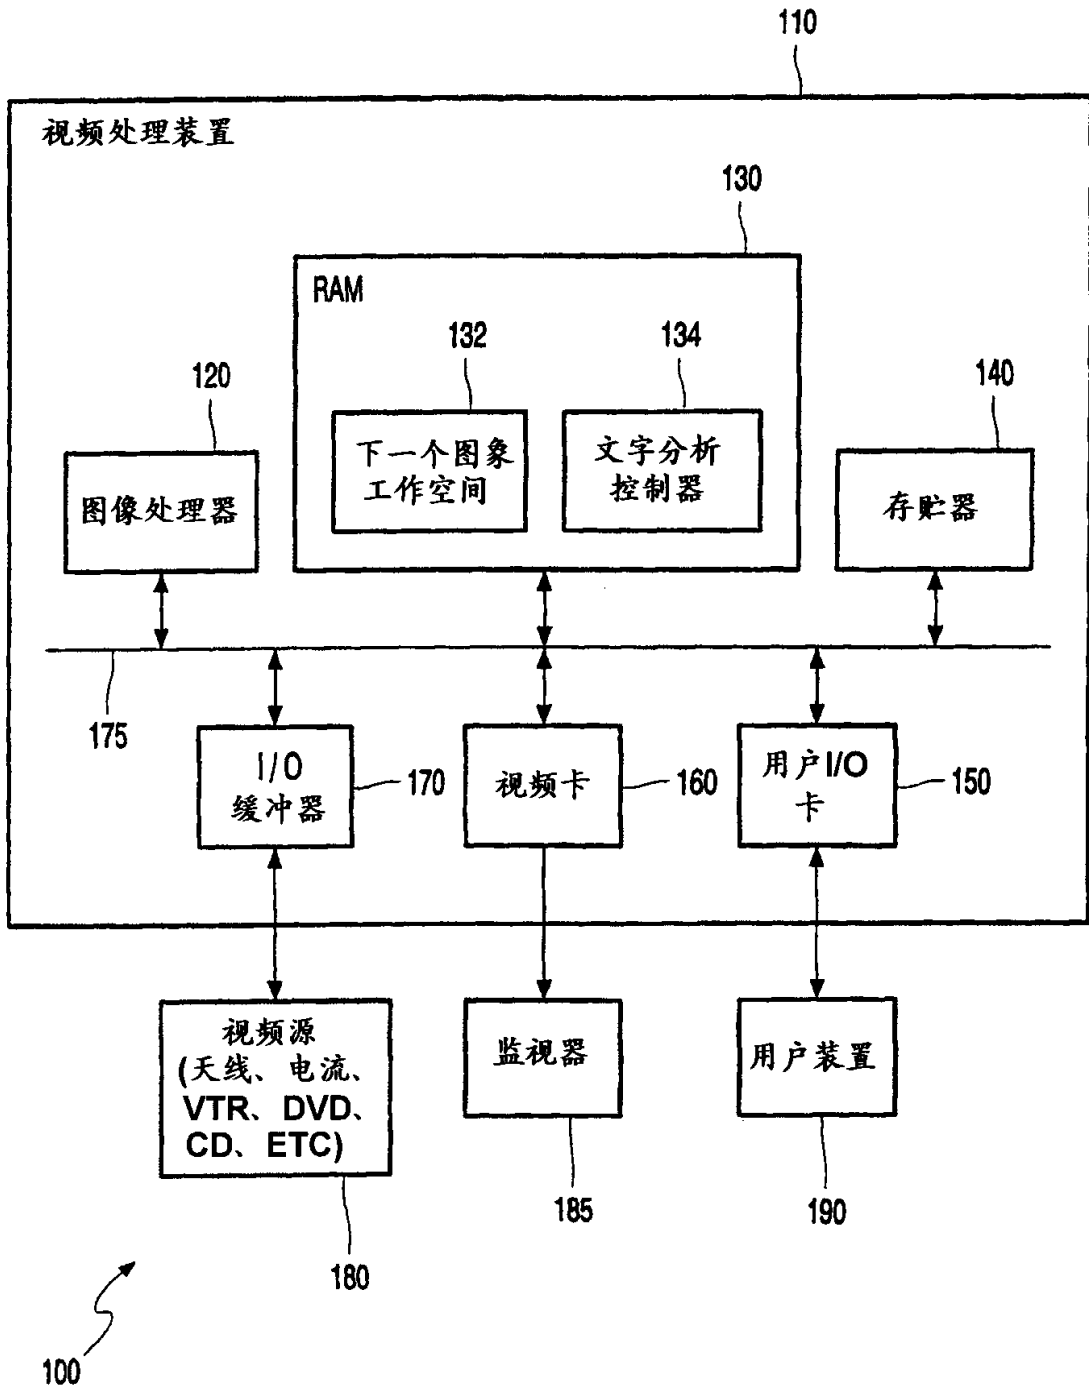 110
视频处理装置
130
RAM
132
134
120
140
下一个图象
工作空间
文字分析
控制器
图像处理器
存贮器
175
I/O
缓冲器
170
视频卡
160
用户I/O
卡
150
视频源
(天线、电流、
VTR、DVD、
CD、ETC)
监视器
用户装置
185
190
180
100